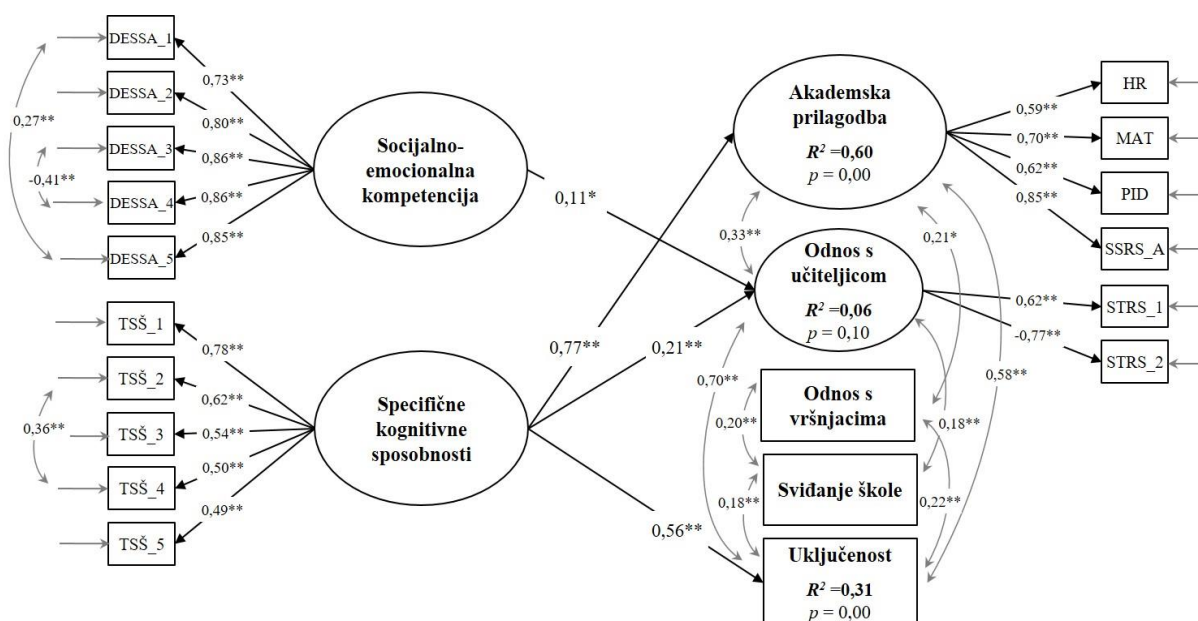 DESSA_1
DESSA_2
DESSA_3
DESSA_4
DESSA_5
0,27**
-0,41**
0,73**
0,80**
0,86**
0,86**
0,85**
Socijalno-
emocionalna
kompetencija
TSŠ_1
TSŠ_2
TSŠ_3
TSŠ_4
TSŠ_5
0,36**
0,78**
0,62**
0,54**
0,50**
0,49**
Specifične
kognitivne
sposobnosti
0,11*
0,77**
0,21**
0,56**
Akademska
prilagodba
R² =0,60
p = 0,00
0,33**
0,21*
Odnos s
učiteljicom
R² =0,06
p = 0,10
0,70**
0,58**
Odnos s
vršnjacima
0,20**
0,18**
Sviđanje škole
0,18**
0,22**
Uključenost
R² =0,31
p = 0,00
0,59**
0,70**
0,62**
0,85**
0,62**
-0,77**
HR
MAT
PID
SSRS_A
STRS_1
STRS_2